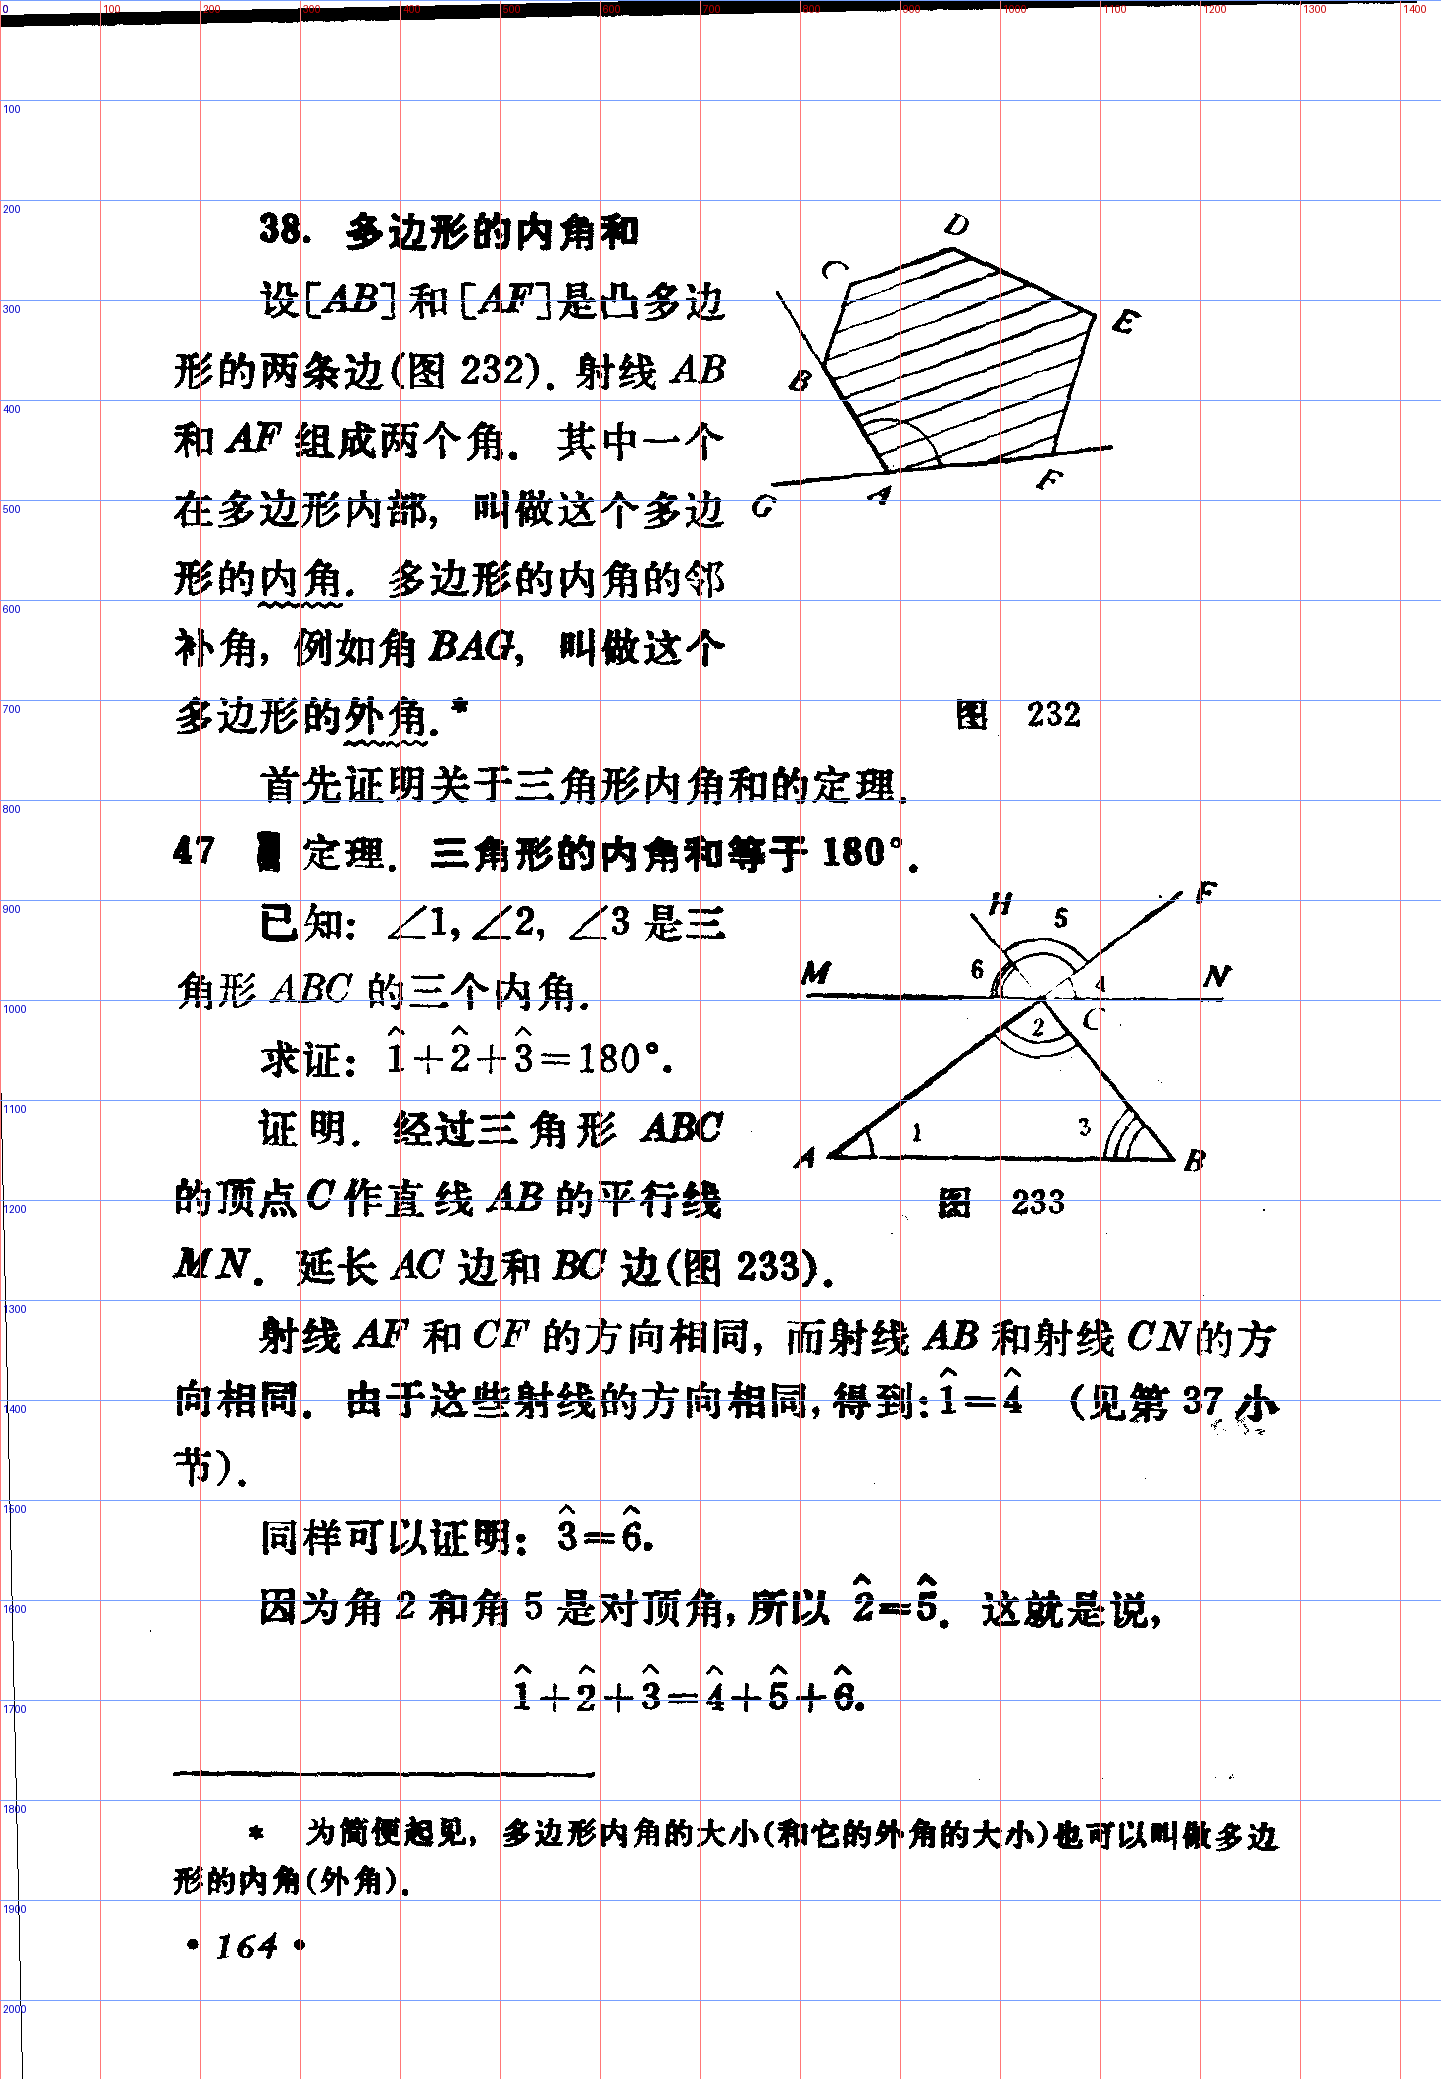 38. 多边形的内角和
设[AB]和[AF]是凸多边
形的两条边(图 232). 射线 AB
和 AF 组成两个角. 其中一个
在多边形内部, 叫做这个多边
形的内角. 多边形的内角的邻
补角, 例如角 BAG, 叫做这个
多边形的外角.*
D
C
E
B
G
A
F
图 232
首先证明关于三角形内角和的定理.
47 定理. 三角形的内角和等于 180°.
已知: ∠1, ∠2, ∠3 是三
角形 ABC 的三个内角.
求证: 1̂+2̂+3̂=180°.
证明. 经过三角形 ABC
的顶点 C 作直线 AB 的平行线
MN. 延长 AC 边和 BC 边(图 233).
H
5
F
M
6
4
N
2
C
1
3
A
B
图 233
射线 AF 和 CF 的方向相同, 而射线 AB 和射线 CN 的方
向相同. 由于这些射线的方向相同, 得到: 1̂=4̂ (见第 37 小
节).
同样可以证明: 3̂=6̂.
因为角 2 和角 5 是对顶角, 所以 2̂=5̂. 这就是说,
1̂+2̂+3̂=4̂+5̂+6̂.
* 为简便起见, 多边形内角的大小(和它的外角的大小)也可以叫做多边
形的内角(外角).
• 164 •